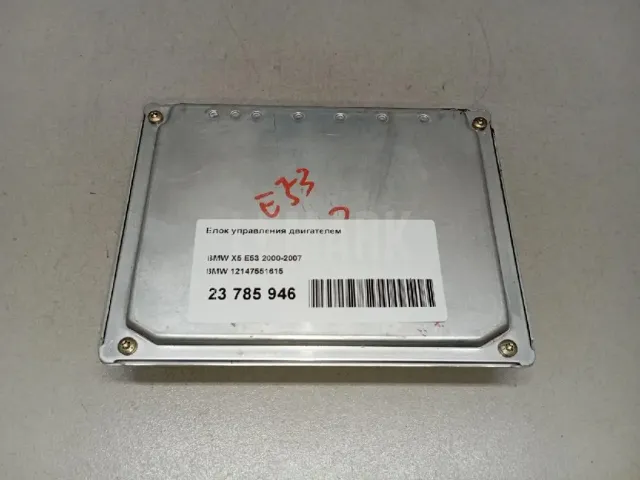 E53
Блок управления двигателем
BMW X5 E53 2000-2007
BMW 12147551615
23 785 946